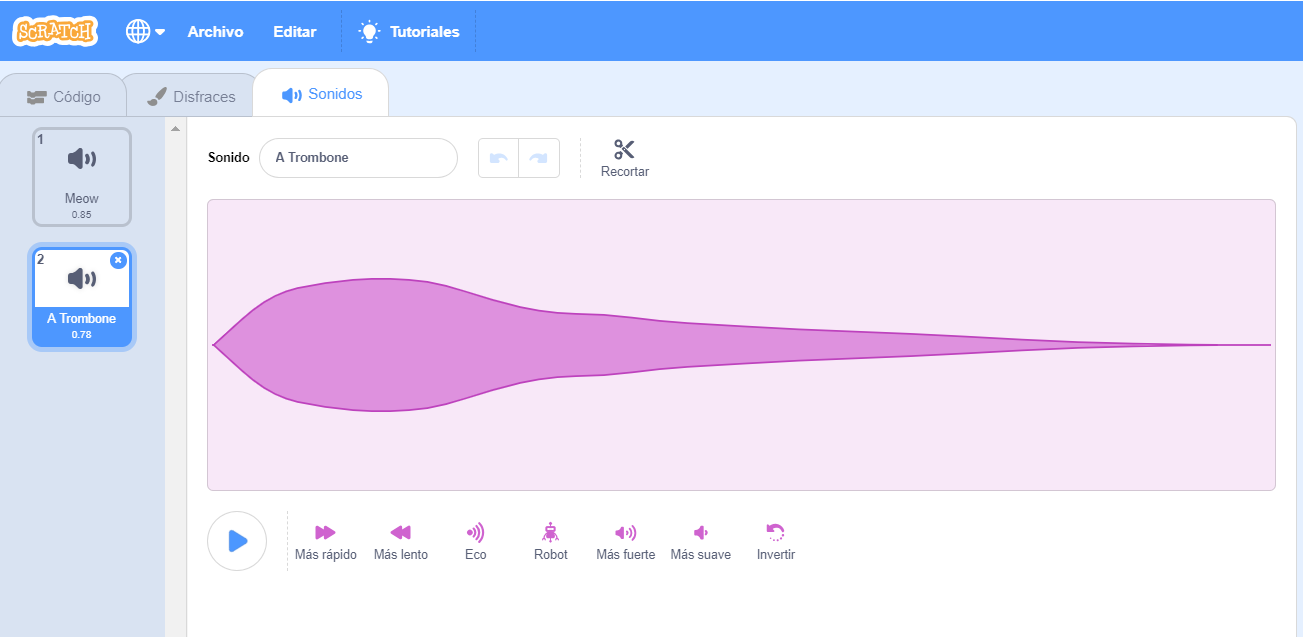 SCRATCH
Archivo
Editar
Tutoriales
Código
Disfraces
Sonidos
1
Meow
0.85
2
A Trombone
0.78
Sonido
A Trombone
Recortar
Más rápido
Más lento
Eco
Robot
Más fuerte
Más suave
Invertir